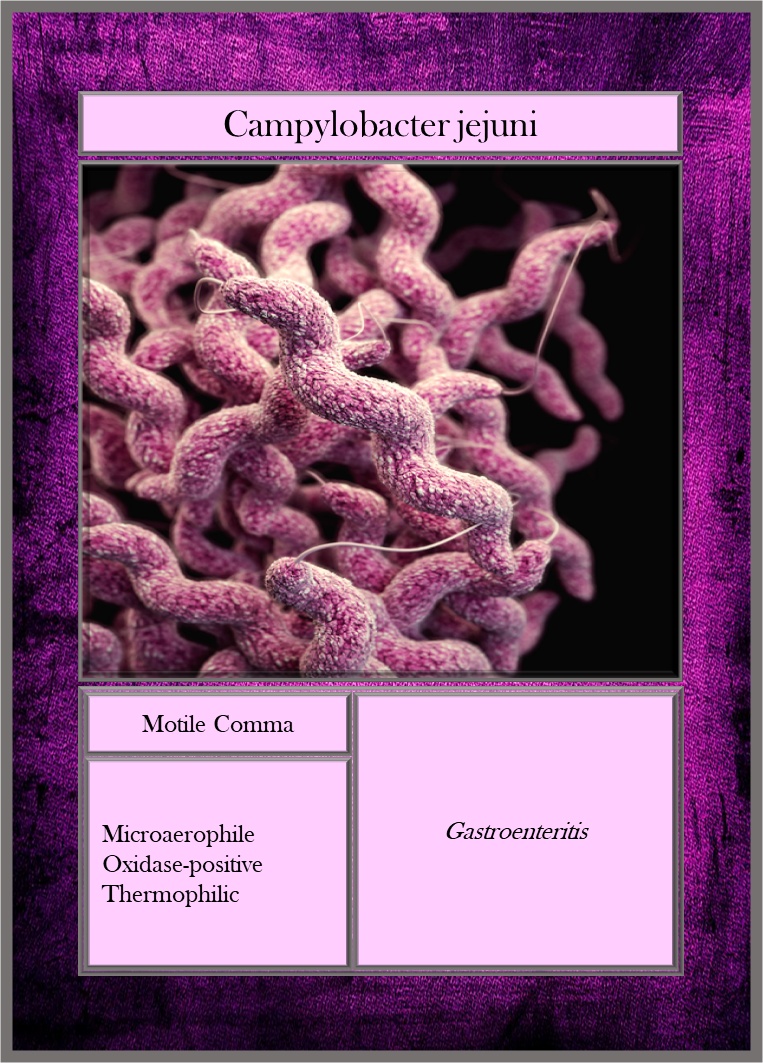 Campylobacter jejuni
Motile Comma
Microaerophile
Oxidase-positive
Thermophilic
Gastroenteritis